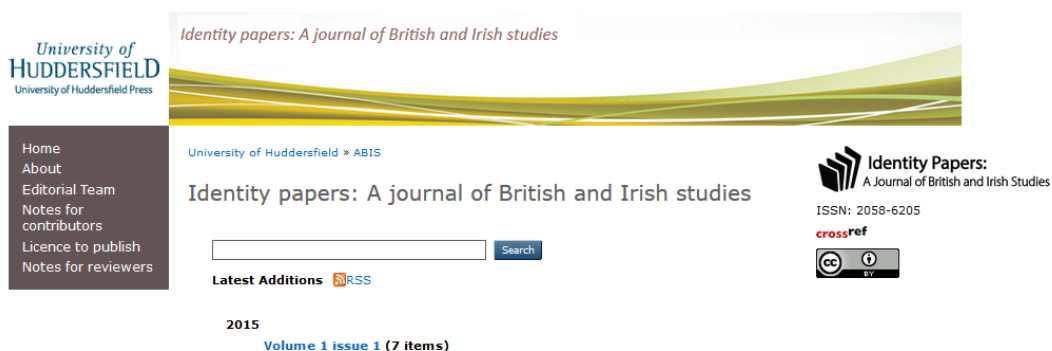 University of
HUDDERSFIELD
University of Huddersfield Press
Identity papers: A journal of British and Irish studies
Home
About
Editorial Team
Notes for
contributors
Licence to publish
Notes for reviewers
University of Huddersfield » ABIS
Identity papers: A journal of British and Irish studies
Search
Latest Additions RSS
2015
Volume 1 issue 1 (7 items)
Identity Papers:
A Journal of British and Irish Studies
ISSN: 2058-6205
crossref
cc BY